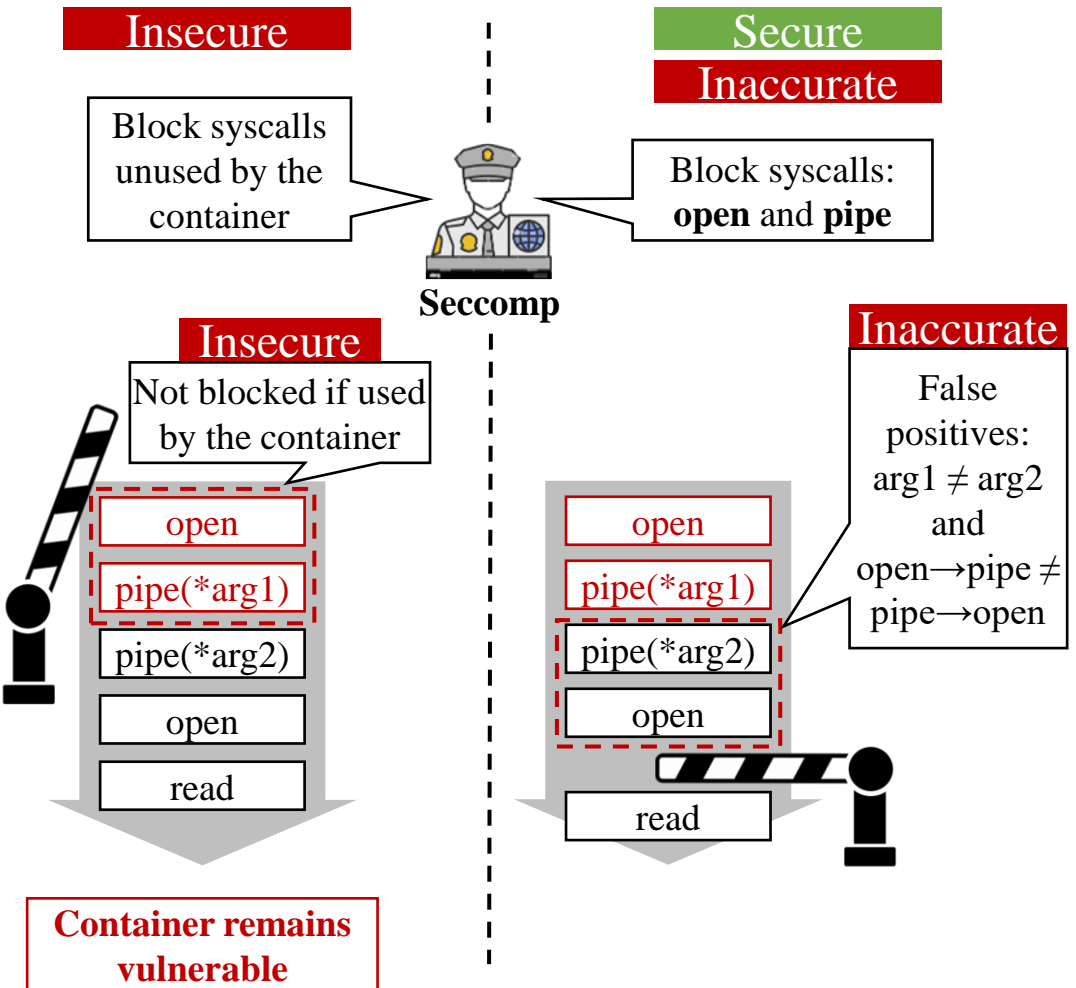 Insecure
Block syscalls
unused by the
container
Secure
Inaccurate
Block syscalls:
open and pipe
Seccomp
Insecure
Not blocked if used
by the container
open
pipe(*arg1)
pipe(*arg2)
open
read
Container remains
vulnerable
Inaccurate
False
positives:
arg1 ≠ arg2
and
open→pipe ≠
pipe→open
open
pipe(*arg1)
pipe(*arg2)
open
read